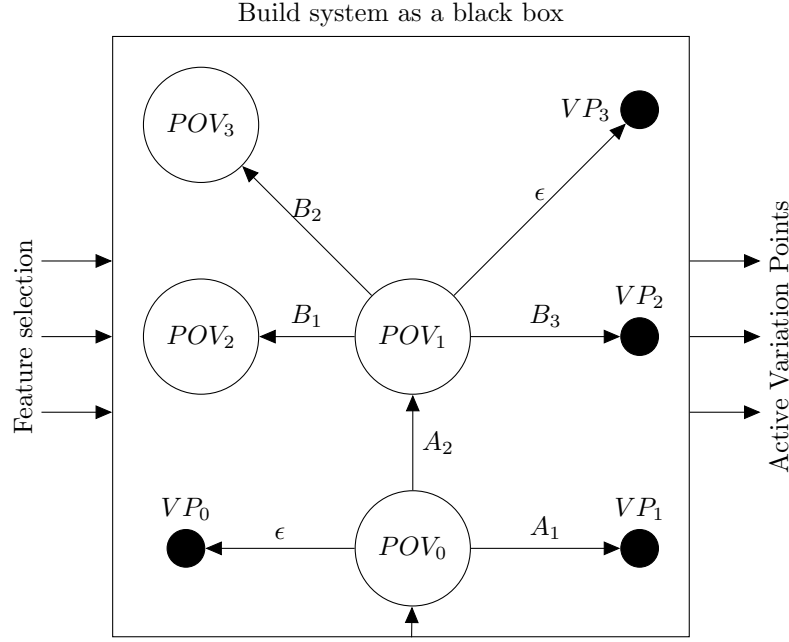 Build system as a black box
POV₃
VP₃
B₂
ϵ
Feature selection
Active Variation Points
VP₂
POV₂
B₁
POV₁
B₃
A₂
VP₀
VP₁
ϵ
POV₀
A₁